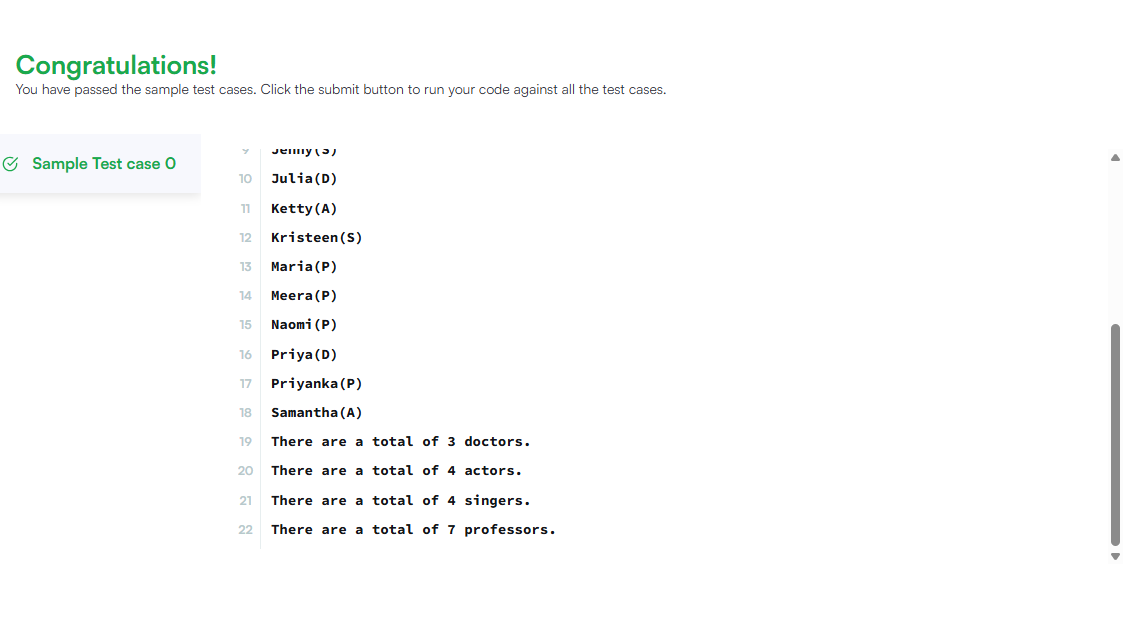 Congratulations!
You have passed the sample test cases. Click the submit button to run your code against all the test cases.
Sample Test case 0
9 Jenny(S)
10 Julia(D)
11 Ketty(A)
12 Kristeen(S)
13 Maria(P)
14 Meera(P)
15 Naomi(P)
16 Priya(D)
17 Priyanka(P)
18 Samantha(A)
19 There are a total of 3 doctors.
20 There are a total of 4 actors.
21 There are a total of 4 singers.
22 There are a total of 7 professors.